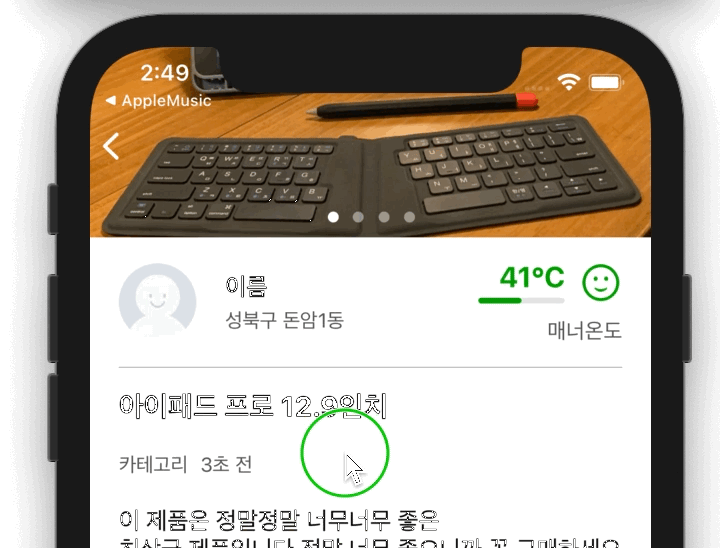 2:49
◀ AppleMusic
이름
41°C
성북구 돈암1동
매너온도
아이패드 프로 12.9인치
카테고리 3초 전
이 제품은 정말정말 너무너무 좋은